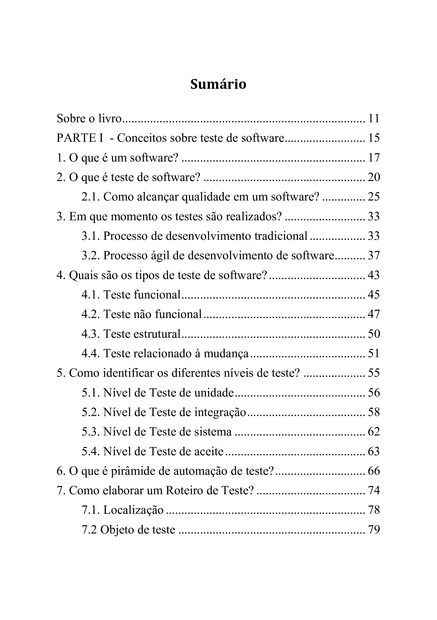 Sumário
Sobre o livro.................................................................................. 11
PARTE I  - Conceitos sobre teste de software........................... 15
1. O que é um software? .............................................................. 17
2. O que é teste de software? ...................................................... 20
2.1. Como alcançar qualidade em um software? .............. 25
3. Em que momento os testes são realizados? ........................... 33
3.1. Processo de desenvolvimento tradicional ................... 33
3.2. Processo ágil de desenvolvimento de software.......... 37
4. Quais são os tipos de teste de software? ................................ 43
4.1. Teste funcional.............................................................. 45
4.2. Teste não funcional....................................................... 47
4.3. Teste estrutural.............................................................. 50
4.4. Teste relacionado à mudança....................................... 51
5. Como identificar os diferentes níveis de teste? ..................... 55
5.1. Nível de Teste de unidade............................................ 56
5.2. Nível de Teste de integração........................................ 58
5.3. Nível de Teste de sistema ............................................ 62
5.4. Nível de Teste de aceite............................................... 63
6. O que é pirâmide de automação de teste?.............................. 66
7. Como elaborar um Roteiro de Teste? .................................... 74
7.1. Localização ................................................................... 78
7.2 Objeto de teste ............................................................... 79